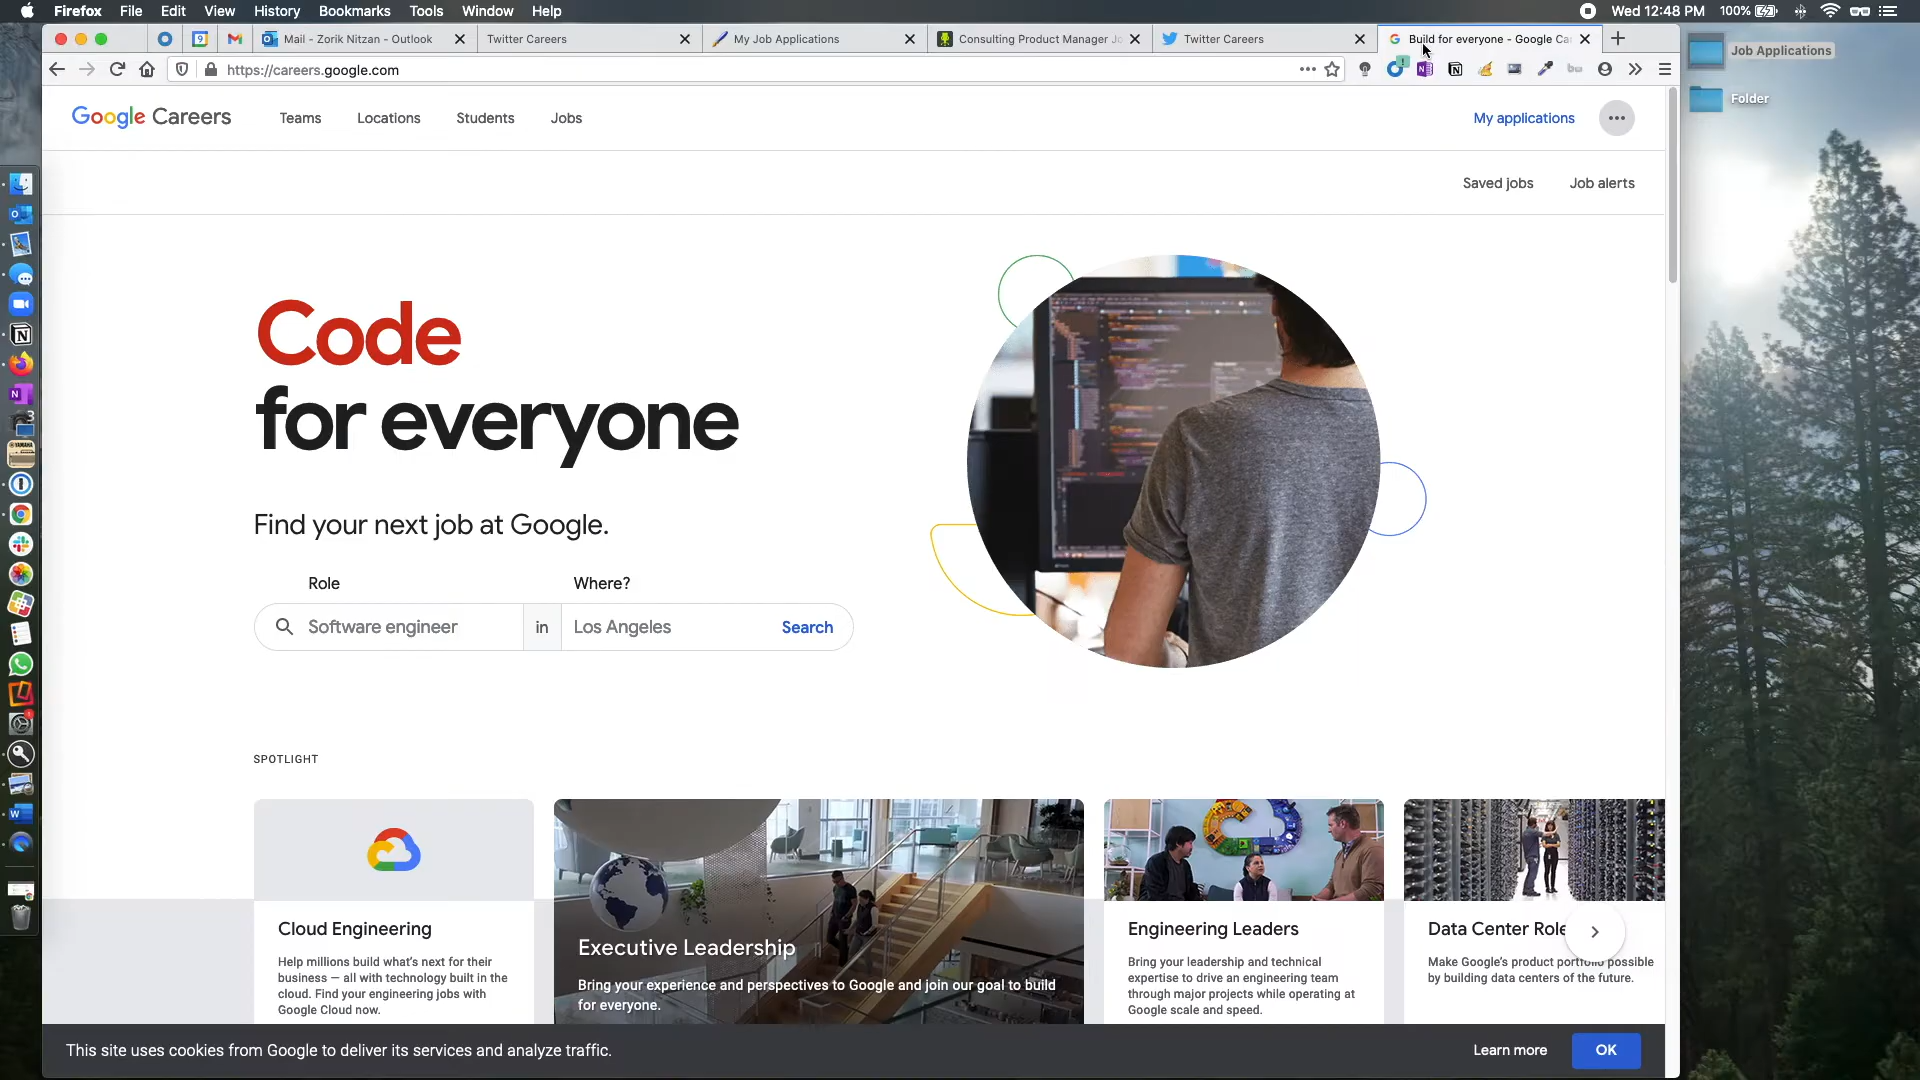 Firefox File Edit View History Bookmarks Tools Window Help
Wed 12:48 PM 100%
Mail - Zorik Nitzan - Outlook
Twitter Careers
My Job Applications
Consulting Product Manager Jo
Twitter Careers
Build for everyone - Google Ca
https://careers.google.com
Job Applications
Folder
Google Careers
Teams Locations Students Jobs
My applications
Saved jobs Job alerts
Code
for everyone
Find your next job at Google.
Role Where?
Software engineer in Los Angeles Search
SPOTLIGHT
Cloud Engineering
Help millions build what's next for their
business — all with technology built in the
cloud. Find your engineering jobs with
Google Cloud now.
Executive Leadership
Bring your experience and perspectives to Google and join our goal to build
for everyone.
Engineering Leaders
Bring your leadership and technical
expertise to drive an engineering team
through major projects while operating at
Google scale and speed.
Data Center Role
Make Google's product portfolio possible
by building data centers of the future.
This site uses cookies from Google to deliver its services and analyze traffic.
Learn more OK